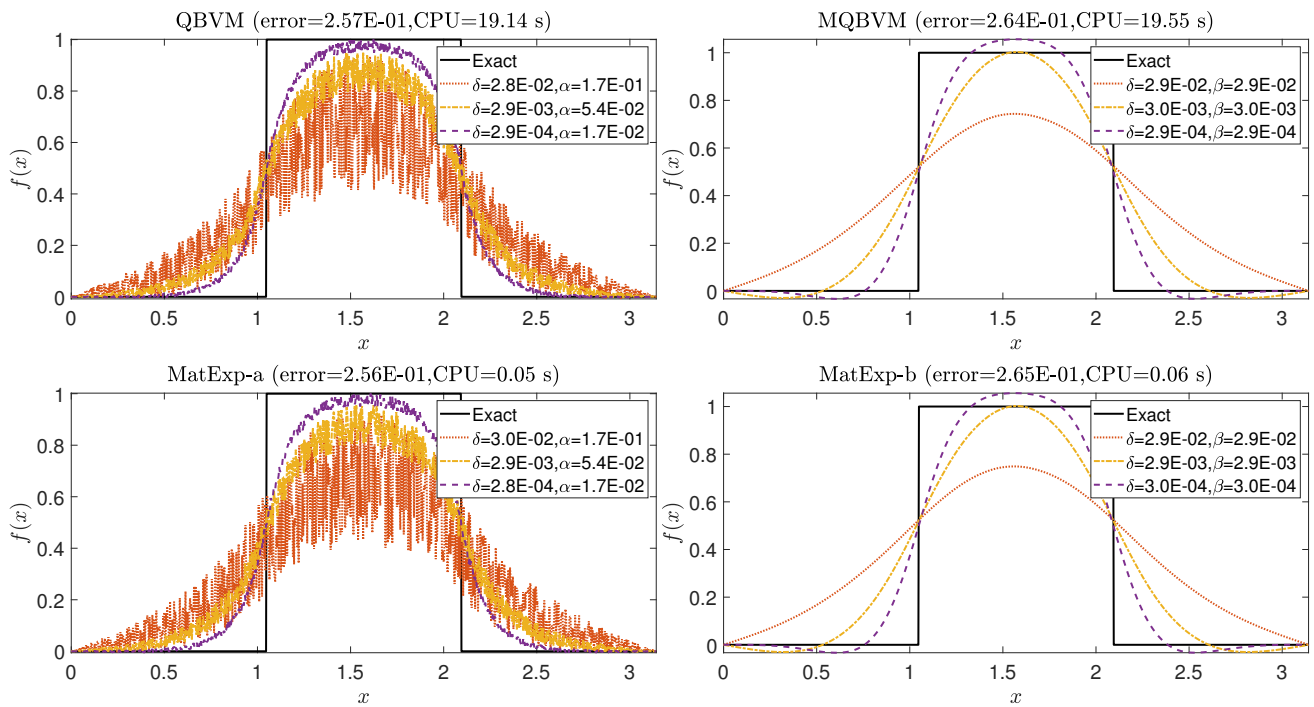 QBVM (error=2.57E-01,CPU=19.14 s)
1
0.8
0.6
0.4
0.2
0
f(x)
Exact
δ=2.8E-02,α=1.7E-01
δ=2.9E-03,α=5.4E-02
δ=2.9E-04,α=1.7E-02
0 0.5 1 1.5 2 2.5 3
x
MQBVM (error=2.64E-01,CPU=19.55 s)
1
0.8
0.6
0.4
0.2
0
f(x)
Exact
δ=2.9E-02,β=2.9E-02
δ=3.0E-03,β=3.0E-03
δ=2.9E-04,β=2.9E-04
0 0.5 1 1.5 2 2.5 3
x
MatExp-a (error=2.56E-01,CPU=0.05 s)
1
0.8
0.6
0.4
0.2
0
f(x)
Exact
δ=3.0E-02,α=1.7E-01
δ=2.9E-03,α=5.4E-02
δ=2.8E-04,α=1.7E-02
0 0.5 1 1.5 2 2.5 3
x
MatExp-b (error=2.65E-01,CPU=0.06 s)
1
0.8
0.6
0.4
0.2
0
f(x)
Exact
δ=2.9E-02,β=2.9E-02
δ=2.9E-03,β=2.9E-03
δ=3.0E-04,β=3.0E-04
0 0.5 1 1.5 2 2.5 3
x